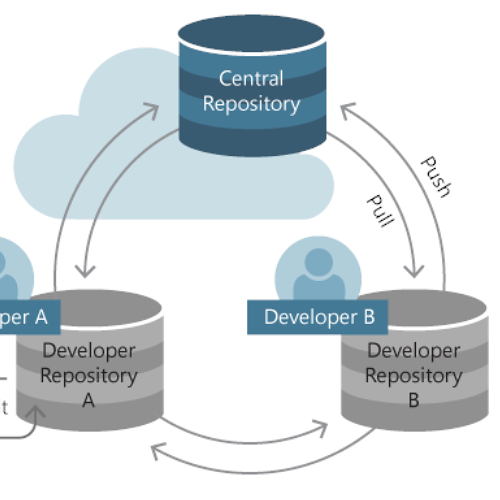 Central
Repository
Push
Pull
per A
Developer B
Developer
Repository
A
Developer
Repository
B
t